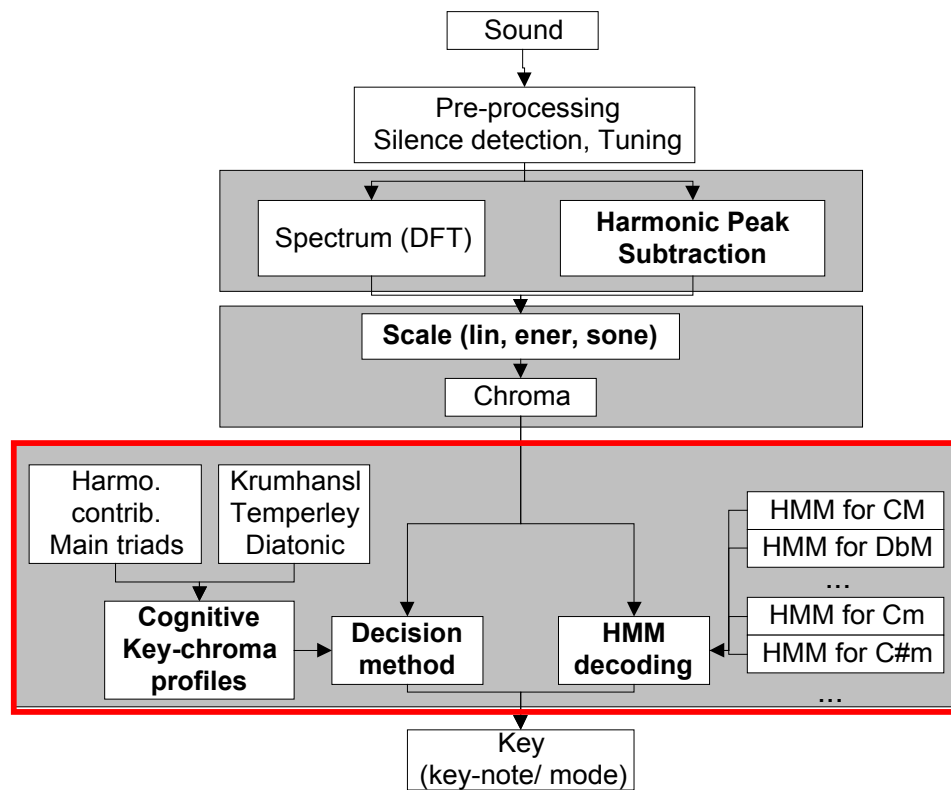 Sound
Pre-processing
Silence detection, Tuning
Spectrum (DFT)
Harmonic Peak
Subtraction
Scale (lin, ener, sone)
Chroma
Harmo.
contrib.
Main triads
Krumhansl
Temperley
Diatonic
HMM for CM
HMM for DbM
...
HMM for Cm
HMM for C#m
...
Cognitive
Key-chroma
profiles
Decision
method
HMM
decoding
Key
(key-note/ mode)